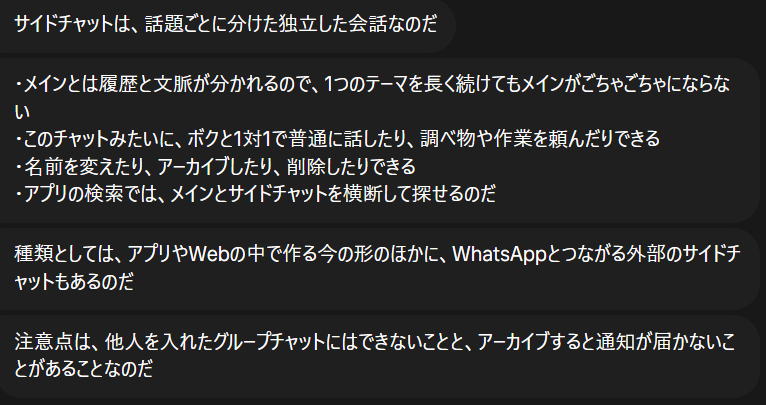 サイドチャットは、話題ごとに分けた独立した会話なのだ
・メインとは履歴と文脈が分かれるので、1つのテーマを長く続けてもメインがごちゃごちゃにならな
い
・このチャットみたいに、ボクと1対1で普通に話したり、調べ物や作業を頼んだりできる
・名前を変えたり、アーカイブしたり、削除したりできる
・アプリの検索では、メインとサイドチャットを横断して探せるのだ
種類としては、アプリやWebの中で作る今の形のほかに、WhatsAppとつながる外部のサイドチ
ャットもあるのだ
注意点は、他人を入れたグループチャットにはできないことと、アーカイブすると通知が届かないこ
とがあることなのだ